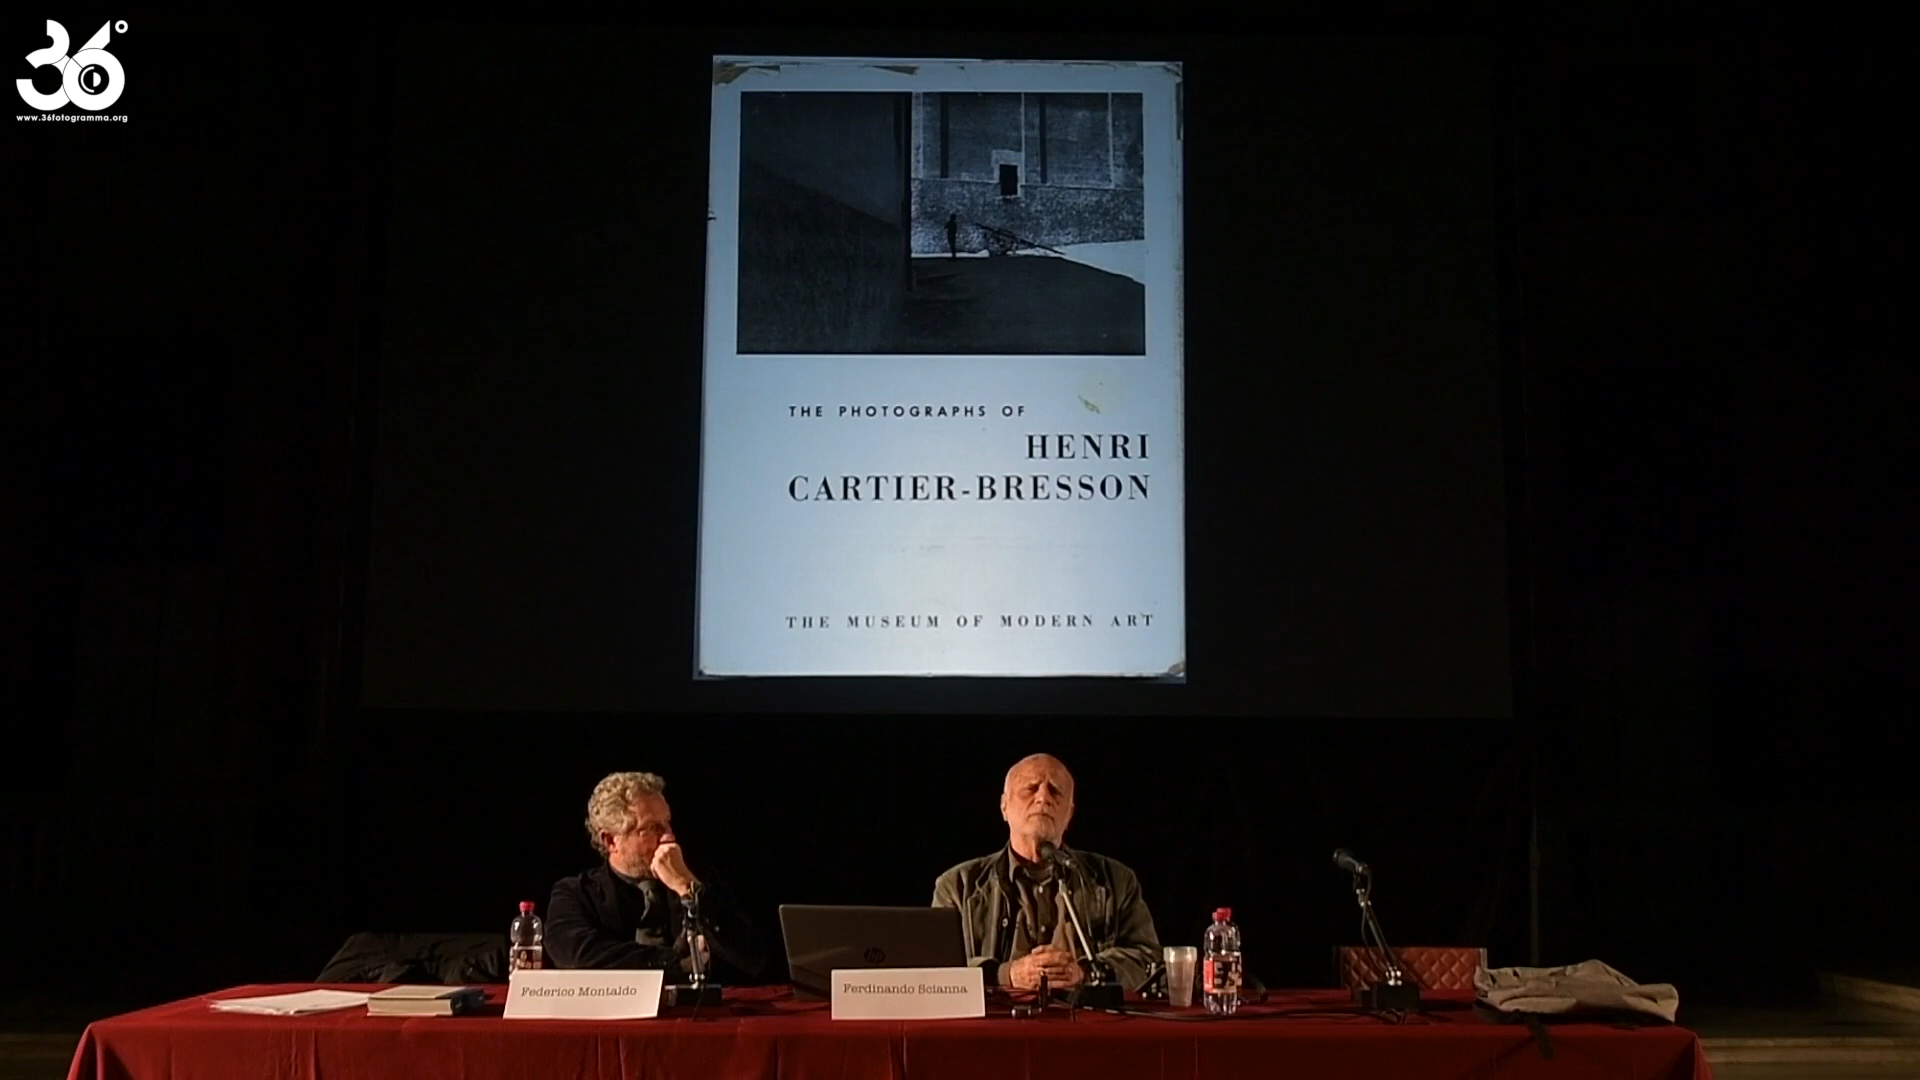 36°
www.36fotogramma.org
THE PHOTOGRAPHS OF
HENRI
CARTIER-BRESSON
THE MUSEUM OF MODERN ART
Federico Montaldo
Ferdinando Scianna
hp